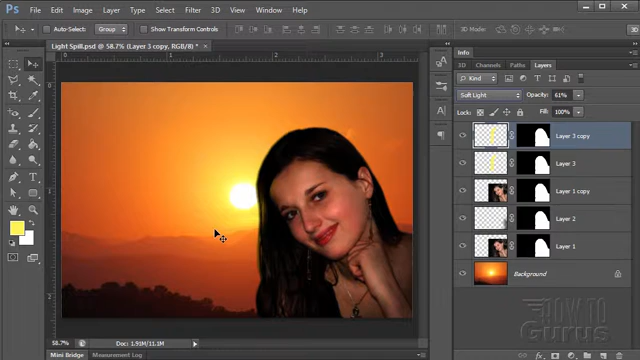 Ps File Edit Image Layer Type Select Filter 3D View Window Help
Auto-Select: Group Show Transform Controls 3D Mode:
Light Spill.psd @ 58.7% (Layer 3 copy, RGB/8) * ×
Info
3D Channels Paths Layers
Kind
Soft Light Opacity: 61%
Lock: Fill: 100%
Layer 3 copy
Layer 3
Layer 1 copy
Layer 2
Layer 1
Background
HOW TO
Gurus
58.7% Doc: 1.91M/11.1M
Mini Bridge Measurement Log